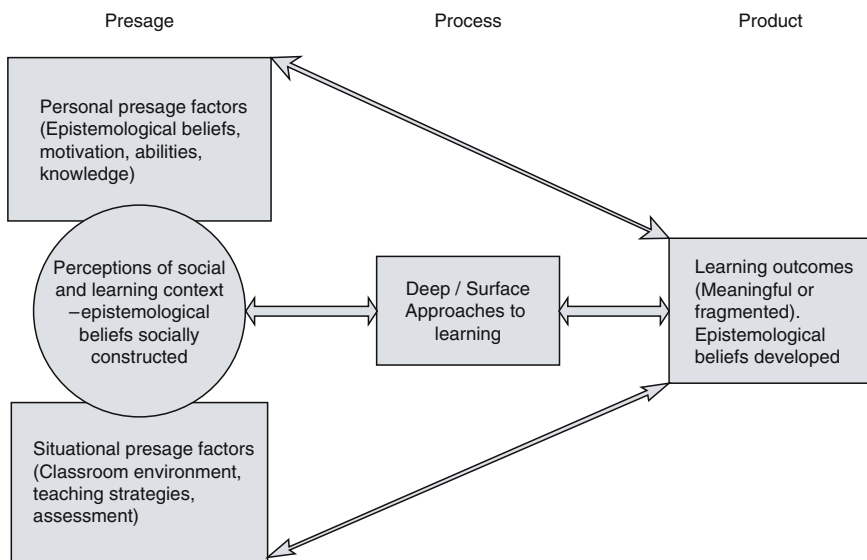 Presage
Process
Product
Personal presage factors
(Epistemological beliefs,
motivation, abilities,
knowledge)
Perceptions of social
and learning context
–epistemological
beliefs socially
constructed
Deep / Surface
Approaches to
learning
Learning outcomes
(Meaningful or
fragmented).
Epistemological
beliefs developed
Situational presage factors
(Classroom environment,
teaching strategies,
assessment)